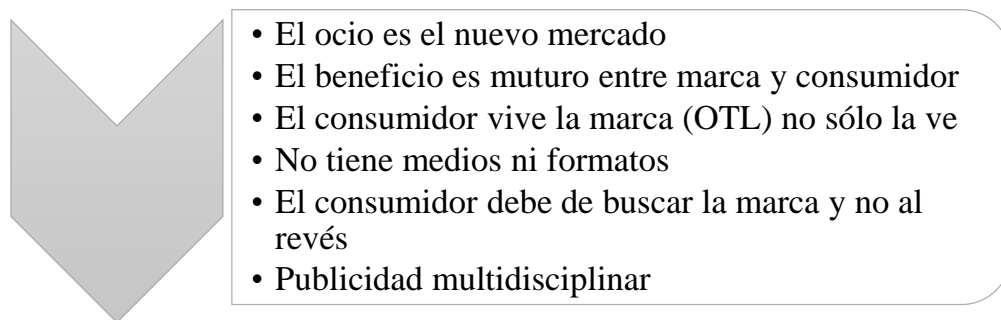 • El ocio es el nuevo mercado
• El beneficio es muturo entre marca y consumidor
• El consumidor vive la marca (OTL) no sólo la ve
• No tiene medios ni formatos
• El consumidor debe de buscar la marca y no al
revés
• Publicidad multidisciplinar